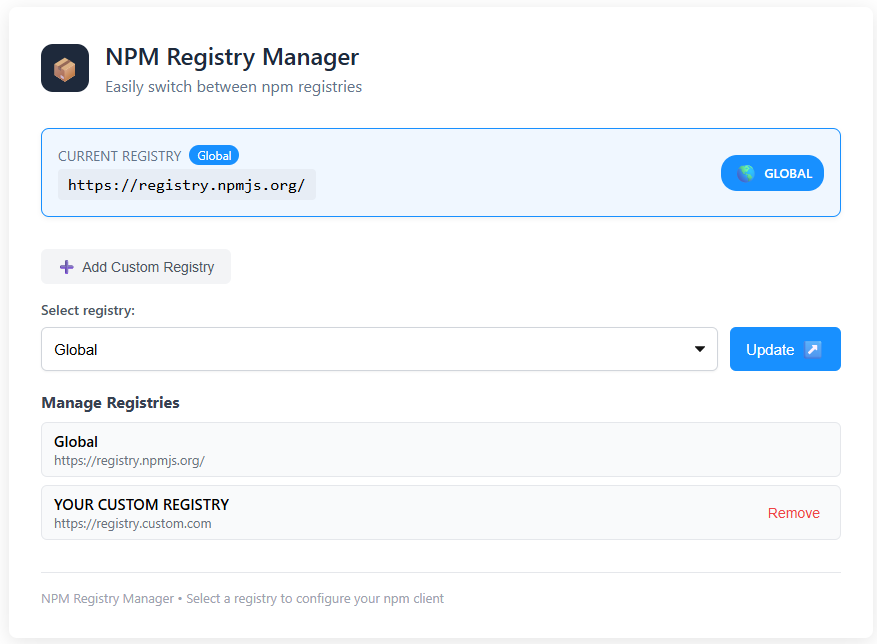 NPM Registry Manager
Easily switch between npm registries
CURRENT REGISTRY Global
https://registry.npmjs.org/
GLOBAL
Add Custom Registry
Select registry:
Global
Update
Manage Registries
Global
https://registry.npmjs.org/
YOUR CUSTOM REGISTRY
https://registry.custom.com
Remove
NPM Registry Manager • Select a registry to configure your npm client